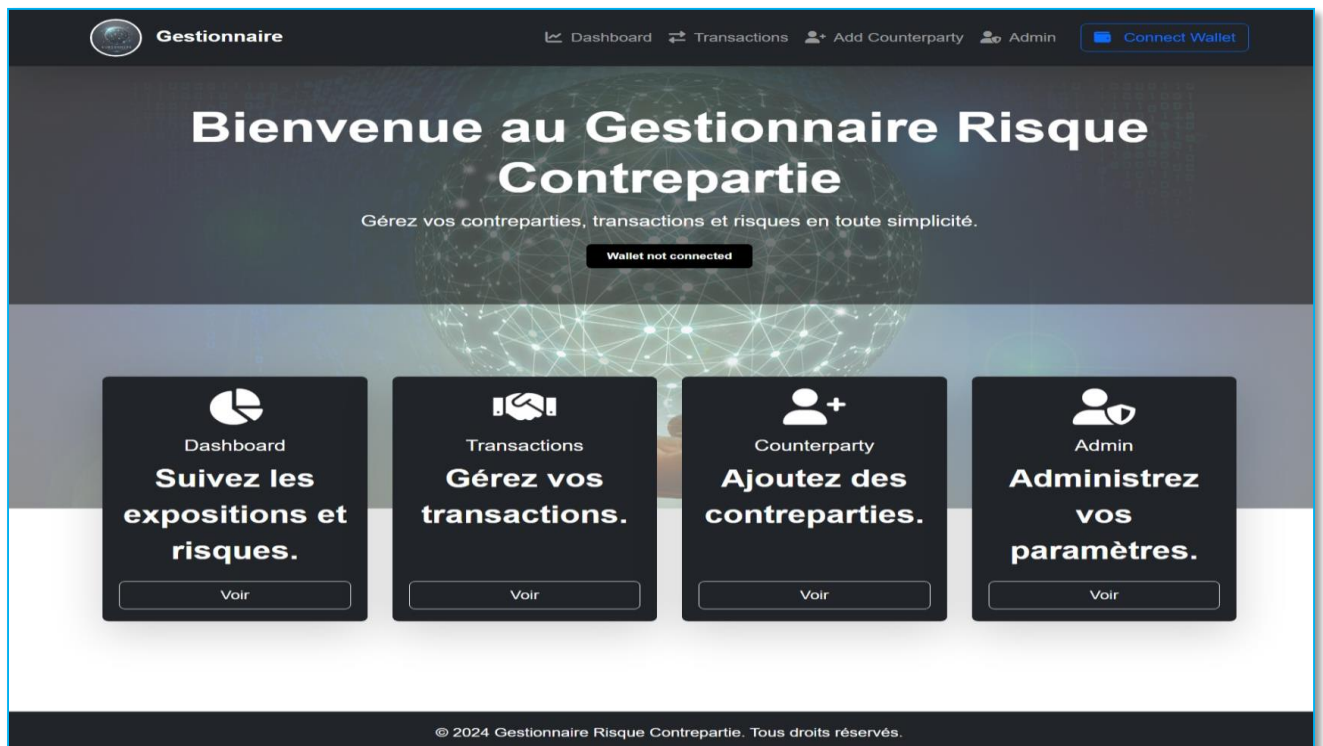 Gestionnaire
Dashboard
Transactions
Add Counterparty
Admin
Connect Wallet
Bienvenue au Gestionnaire Risque
Contrepartie
Gérez vos contreparties, transactions et risques en toute simplicité.
Wallet not connected
Dashboard
Suivez les
expositions et
risques.
Voir
Transactions
Gérez vos
transactions.
Voir
Counterparty
Ajoutez des
contreparties.
Voir
Admin
Administrez
vos
paramètres.
Voir
© 2024 Gestionnaire Risque Contrepartie. Tous droits réservés.